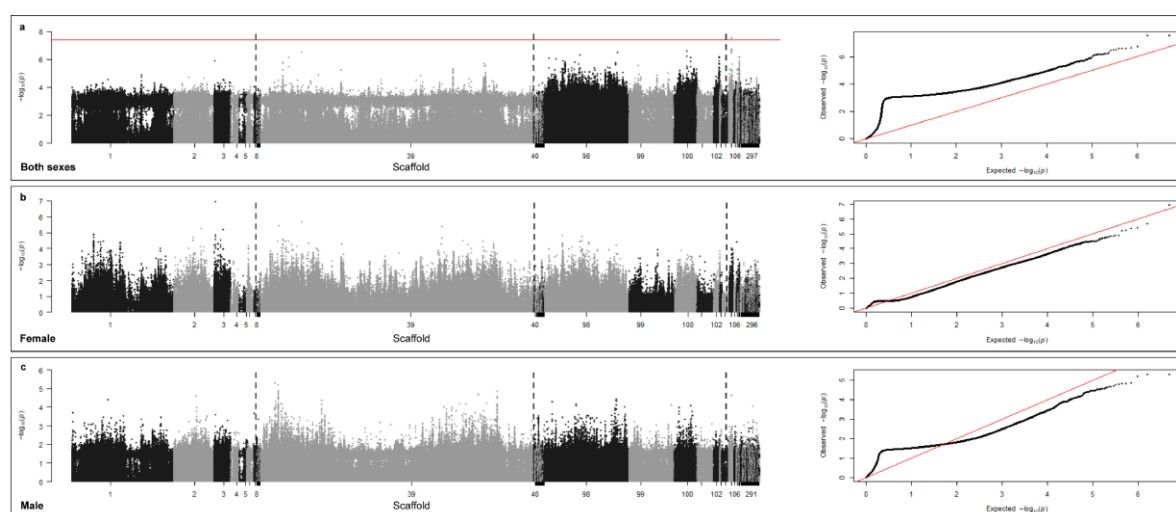 a
8
7
6
5
4
3
2
1
0
−log10(p)
1 2 3 4 5 8 39 40 98 99 100 102 106 297
Both sexes
Scaffold
Observed −log10(p)
6
4
2
0
0 1 2 3 4 5 6
Expected −log10(p)
b
7
6
5
4
3
2
1
0
−log10(p)
1 2 3 4 5 8 39 40 98 99 100 102 106 296
Female
Scaffold
Observed −log10(p)
7
6
5
4
3
2
1
0
0 1 2 3 4 5 6
Expected −log10(p)
c
6
5
4
3
2
1
0
−log10(p)
1 2 3 4 5 8 39 40 98 99 100 102 106 291
Male
Scaffold
Observed −log10(p)
5
4
3
2
1
0
0 1 2 3 4 5 6
Expected −log10(p)